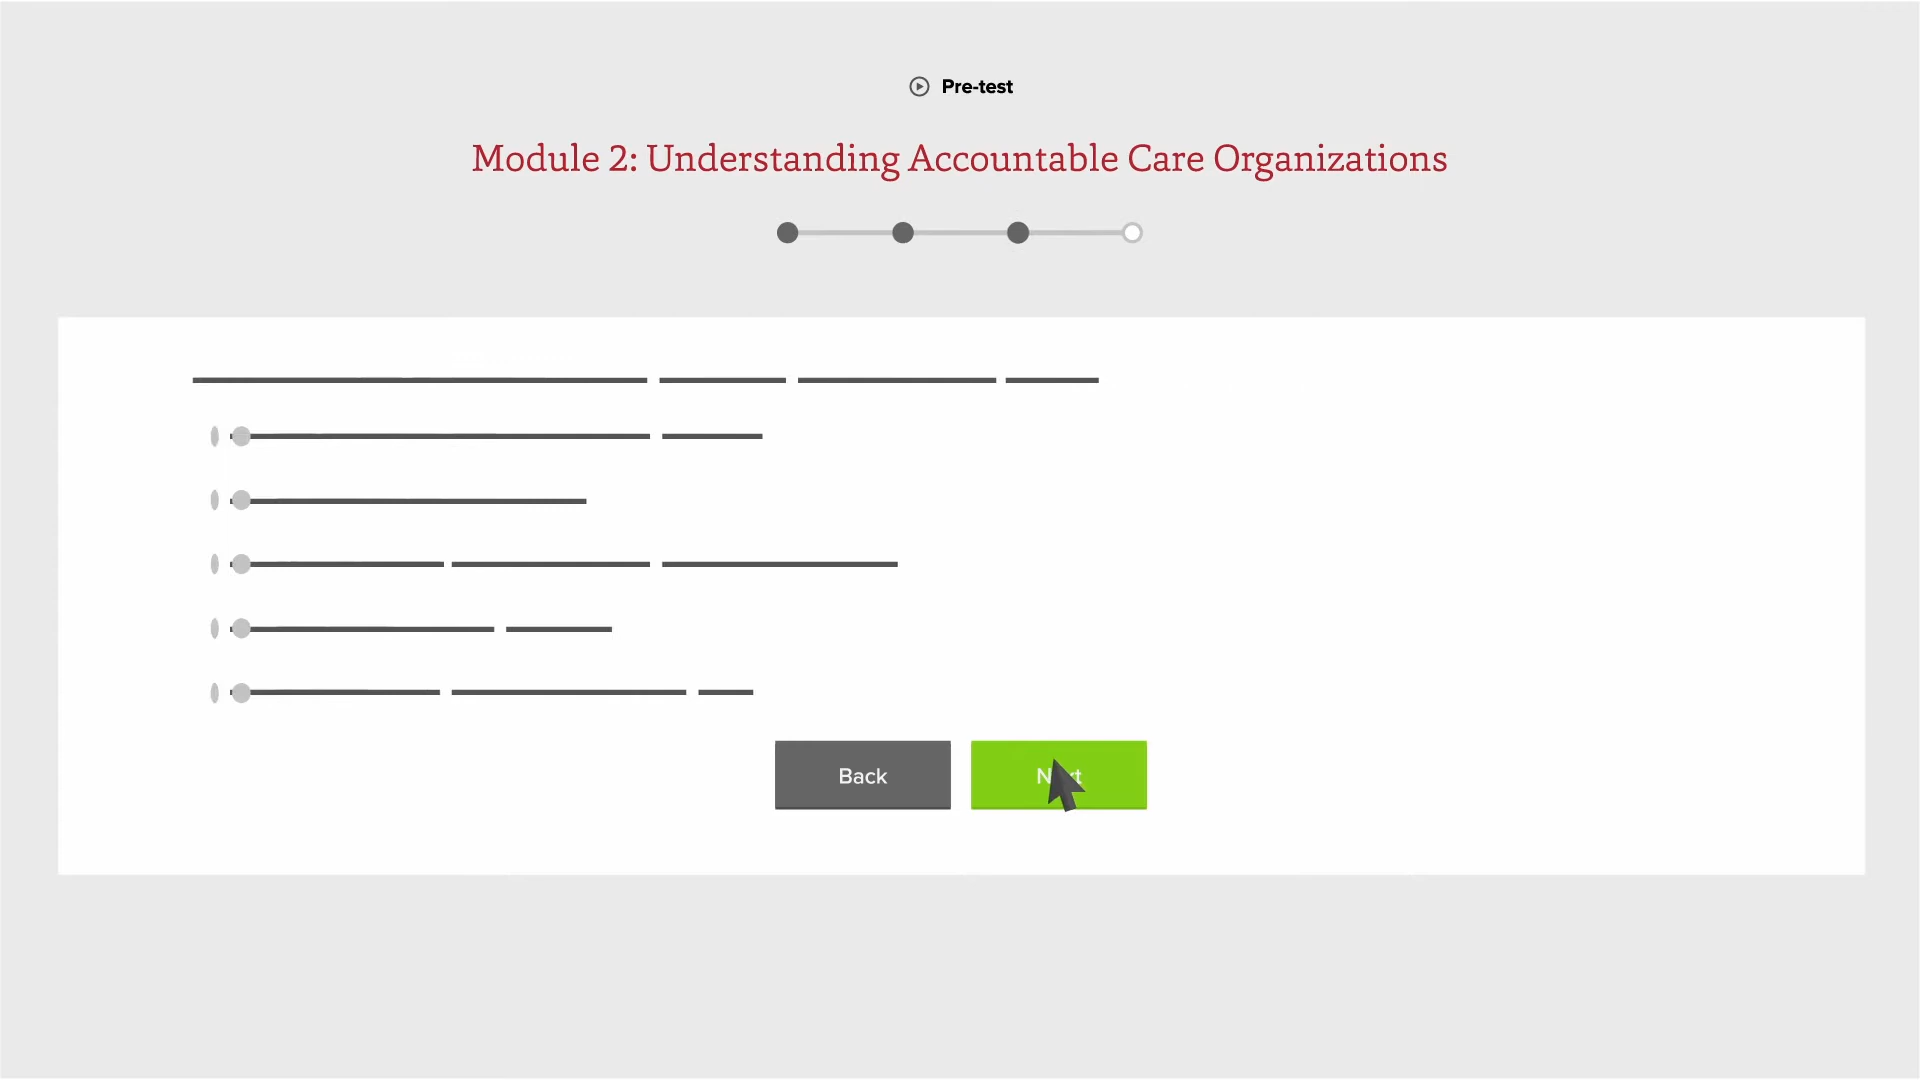 Pre-test
Module 2: Understanding Accountable Care Organizations
Back